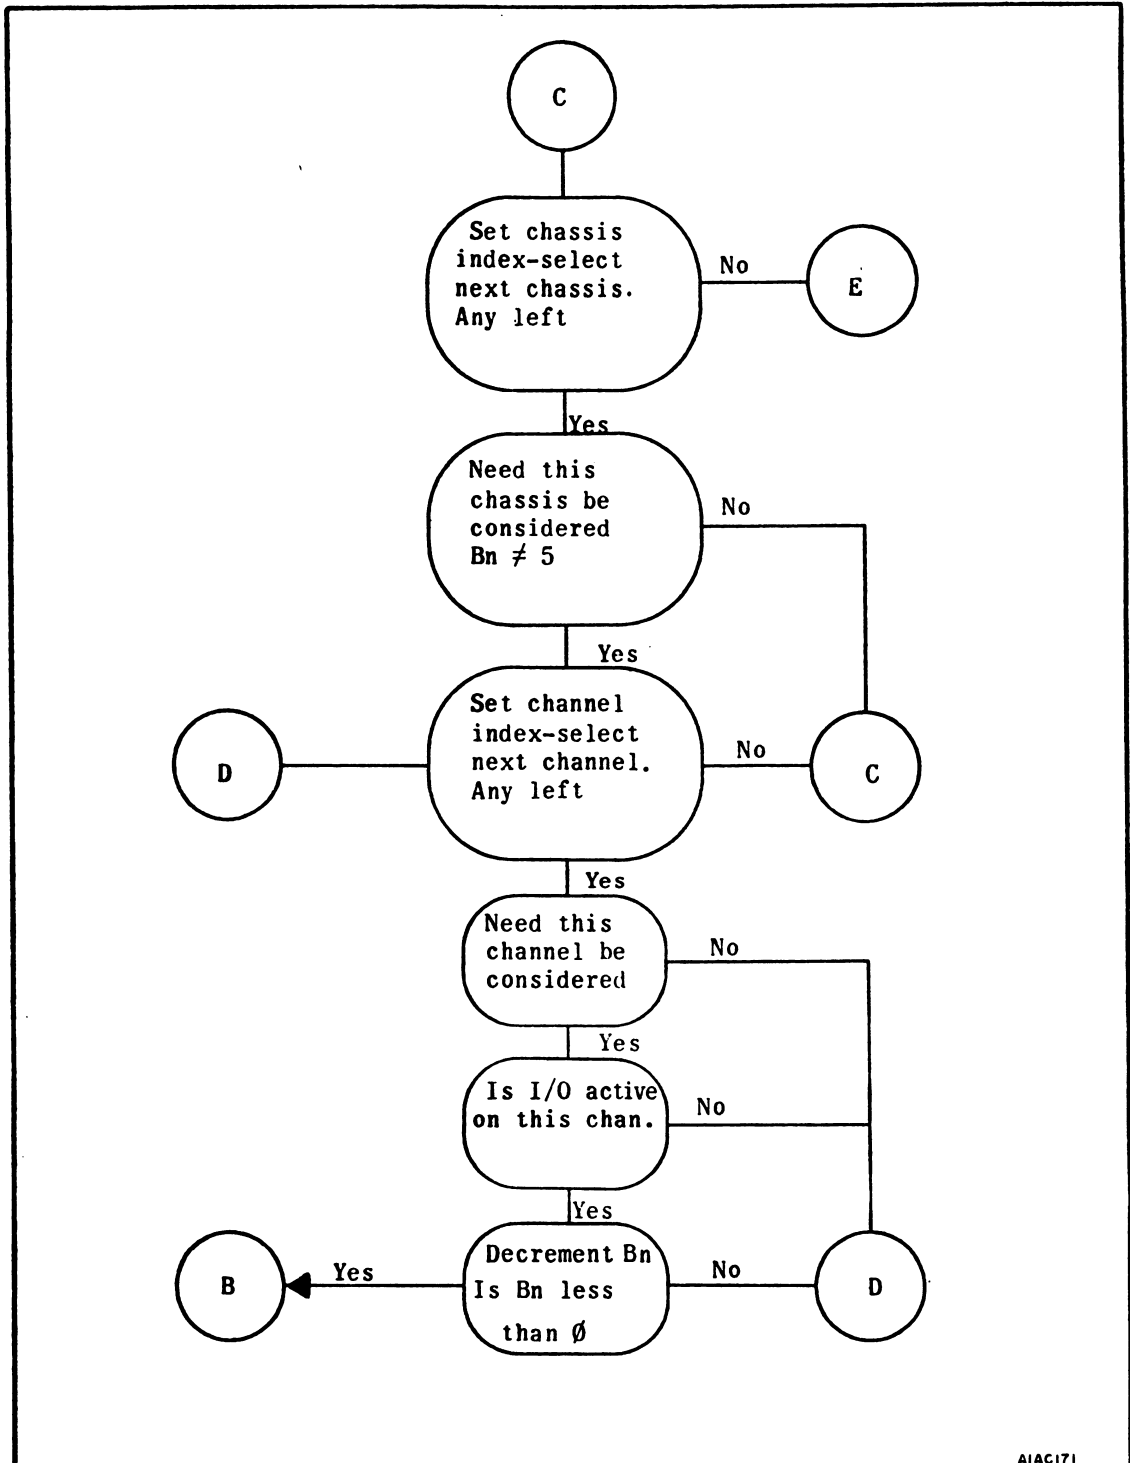 C
Set chassis
index-select
next chassis.
Any left
No
E
Yes
Need this
chassis be
considered
Bn ≠ 5
No
Yes
Set channel
index-select
next channel.
Any left
D
No
C
Yes
Need this
channel be
considered
No
Yes
Is I/O active
on this chan.
No
Yes
Decrement Bn
Is Bn less
than Ø
B
Yes
No
D
A1AC171